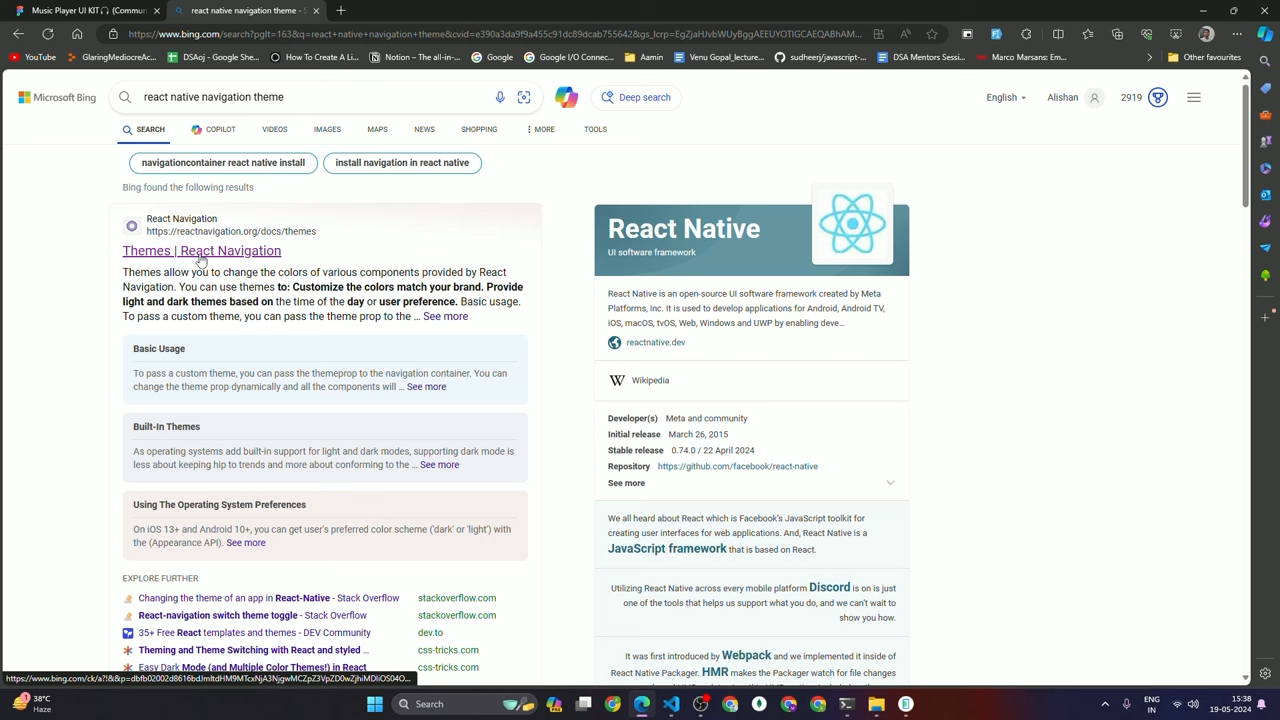 Music Player UI KIT🎧 (Commun
react native navigation theme - S
https://www.bing.com/search?pglt=163&q=react+native+navigation+theme&cvid=e390a3da9f9a455c91dc89dcab755642&gs_lcrp=EgZjaHJvbWUyBggAEEUYOTIGCAEQABhAM...
YouTube
GlaringMediocreAc...
DSAoj - Google She...
How To Create A Li...
Notion – The all-in-...
Google
Google I/O Connec...
Aamin
Venu Gopal_lecture...
sudheerj/javascript-...
DSA Mentors Sessi...
Marco Marsans: Em...
Other favourites
Microsoft Bing
react native navigation theme
Deep search
English
Alishan
2919
SEARCH
COPILOT
VIDEOS
IMAGES
MAPS
NEWS
SHOPPING
MORE
TOOLS
navigationcontainer react native install
install navigation in react native
Bing found the following results
React Navigation
https://reactnavigation.org/docs/themes
Themes | React Navigation
Themes allow you to change the colors of various components provided by React
Navigation. You can use themes to: Customize the colors match your brand. Provide
light and dark themes based on the time of the day or user preference. Basic usage.
To pass a custom theme, you can pass the theme prop to the … See more
Basic Usage
To pass a custom theme, you can pass the themeprop to the navigation container. You can
change the theme prop dynamically and all the components will … See more
Built-In Themes
As operating systems add built-in support for light and dark modes, supporting dark mode is
less about keeping hip to trends and more about conforming to the … See more
Using The Operating System Preferences
On iOS 13+ and Android 10+, you can get user's preferred color scheme ('dark' or 'light') with
the (Appearance API). See more
EXPLORE FURTHER
Changing the theme of an app in React-Native - Stack Overflow
stackoverflow.com
React-navigation switch theme toggle - Stack Overflow
stackoverflow.com
35+ Free React templates and themes - DEV Community
dev.to
Theming and Theme Switching with React and styled …
css-tricks.com
Easy Dark Mode (and Multiple Color Themes!) in React
css-tricks.com
React Native
UI software framework
React Native is an open-source UI software framework created by Meta
Platforms, Inc. It is used to develop applications for Android, Android TV,
iOS, macOS, tvOS, Web, Windows and UWP by enabling deve…
reactnative.dev
Wikipedia
Developer(s) Meta and community
Initial release March 26, 2015
Stable release 0.74.0 / 22 April 2024
Repository https://github.com/facebook/react-native
See more
We all heard about React which is Facebook's JavaScript toolkit for
creating user interfaces for web applications. And, React Native is a
JavaScript framework that is based on React.
Utilizing React Native across every mobile platform Discord is on is just
one of the tools that helps us support what you do, and we can't wait to
show you how.
It was first introduced by Webpack and we implemented it inside of
React Native Packager. HMR makes the Packager watch for file changes
38°C
Haze
Search
ENG
IN
15:38
19-05-2024